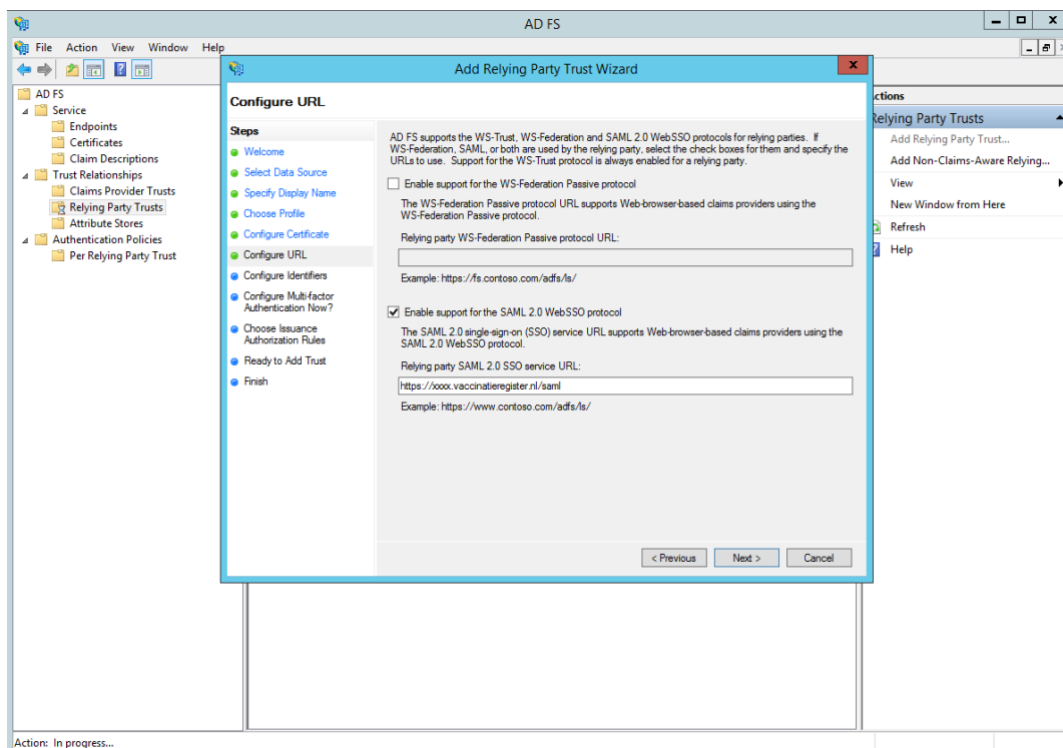 AD FS
File Action View Window Help
AD FS
Service
Endpoints
Certificates
Claim Descriptions
Trust Relationships
Claims Provider Trusts
Relying Party Trusts
Attribute Stores
Authentication Policies
Per Relying Party Trust
Add Relying Party Trust Wizard
Configure URL
Steps
Welcome
Select Data Source
Specify Display Name
Choose Profile
Configure Certificate
Configure URL
Configure Identifiers
Configure Multi-factor
Authentication Now?
Choose Issuance
Authorization Rules
Ready to Add Trust
Finish
AD FS supports the WS-Trust, WS-Federation and SAML 2.0 WebSSO protocols for relying parties. If
WS-Federation, SAML, or both are used by the relying party, select the check boxes for them and specify the
URLs to use. Support for the WS-Trust protocol is always enabled for a relying party.
Enable support for the WS-Federation Passive protocol
The WS-Federation Passive protocol URL supports Web-browser-based claims providers using the
WS-Federation Passive protocol.
Relying party WS-Federation Passive protocol URL:
Example: https://fs.contoso.com/adfs/ls/
Enable support for the SAML 2.0 WebSSO protocol
The SAML 2.0 single-sign-on (SSO) service URL supports Web-browser-based claims providers using the
SAML 2.0 WebSSO protocol.
Relying party SAML 2.0 SSO service URL:
https://xxxx.vaccinatieregister.nl/saml
Example: https://www.contoso.com/adfs/ls/
< Previous Next > Cancel
ctions
Relying Party Trusts
Add Relying Party Trust...
Add Non-Claims-Aware Relying...
View
New Window from Here
Refresh
Help
Action: In progress...